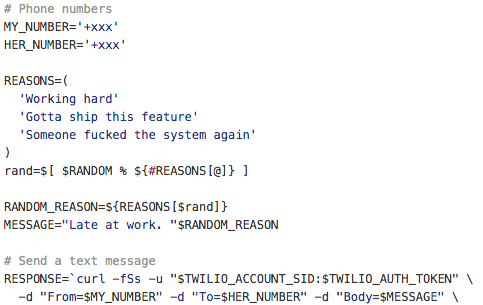 # Phone numbers
MY_NUMBER='+xxx'
HER_NUMBER='+xxx'
REASONS=(
'Working hard'
'Gotta ship this feature'
'Someone fucked the system again'
)
rand=$[ $RANDOM % ${#REASONS[@]} ]
RANDOM_REASON=${REASONS[$rand]}
MESSAGE="Late at work. "$RANDOM_REASON
# Send a text message
RESPONSE=`curl -fSs -u "$TWILIO_ACCOUNT_SID:$TWILIO_AUTH_TOKEN" \
-d "From=$MY_NUMBER" -d "To=$HER_NUMBER" -d "Body=$MESSAGE" \